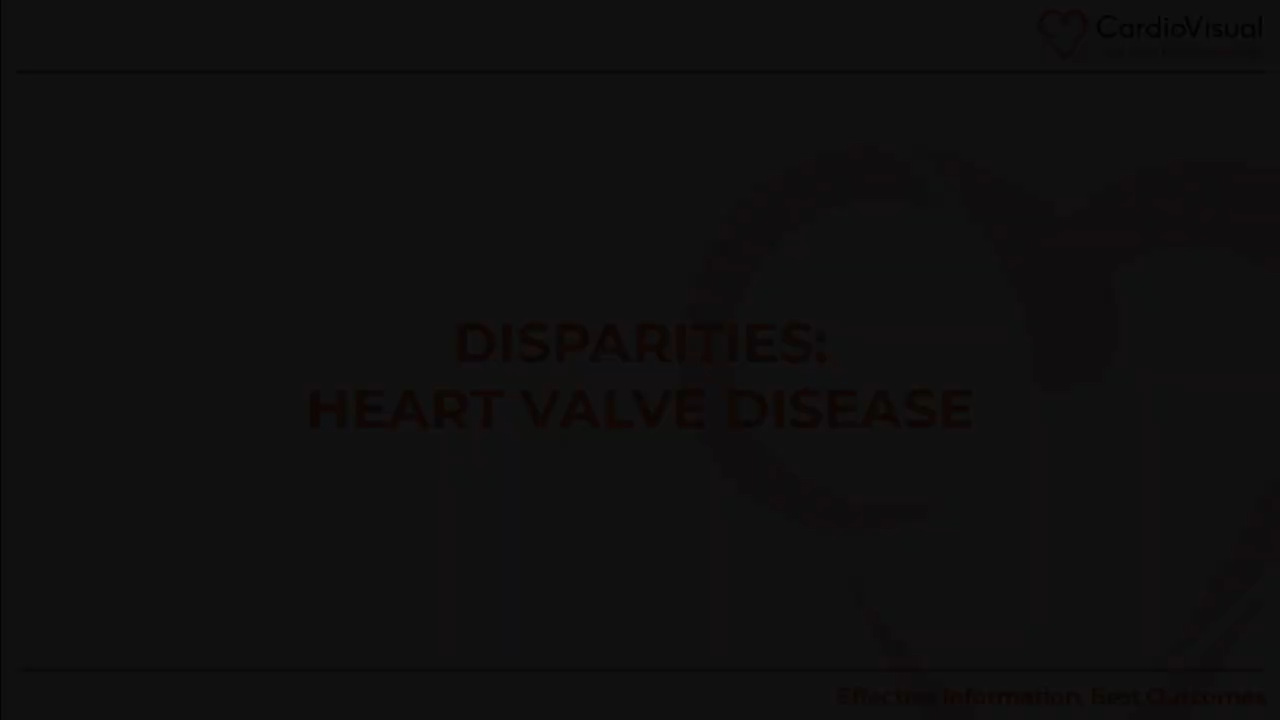 CardioVisual
DISPARITIES:
HEART VALVE DISEASE
Effective Information, Best Outcomes